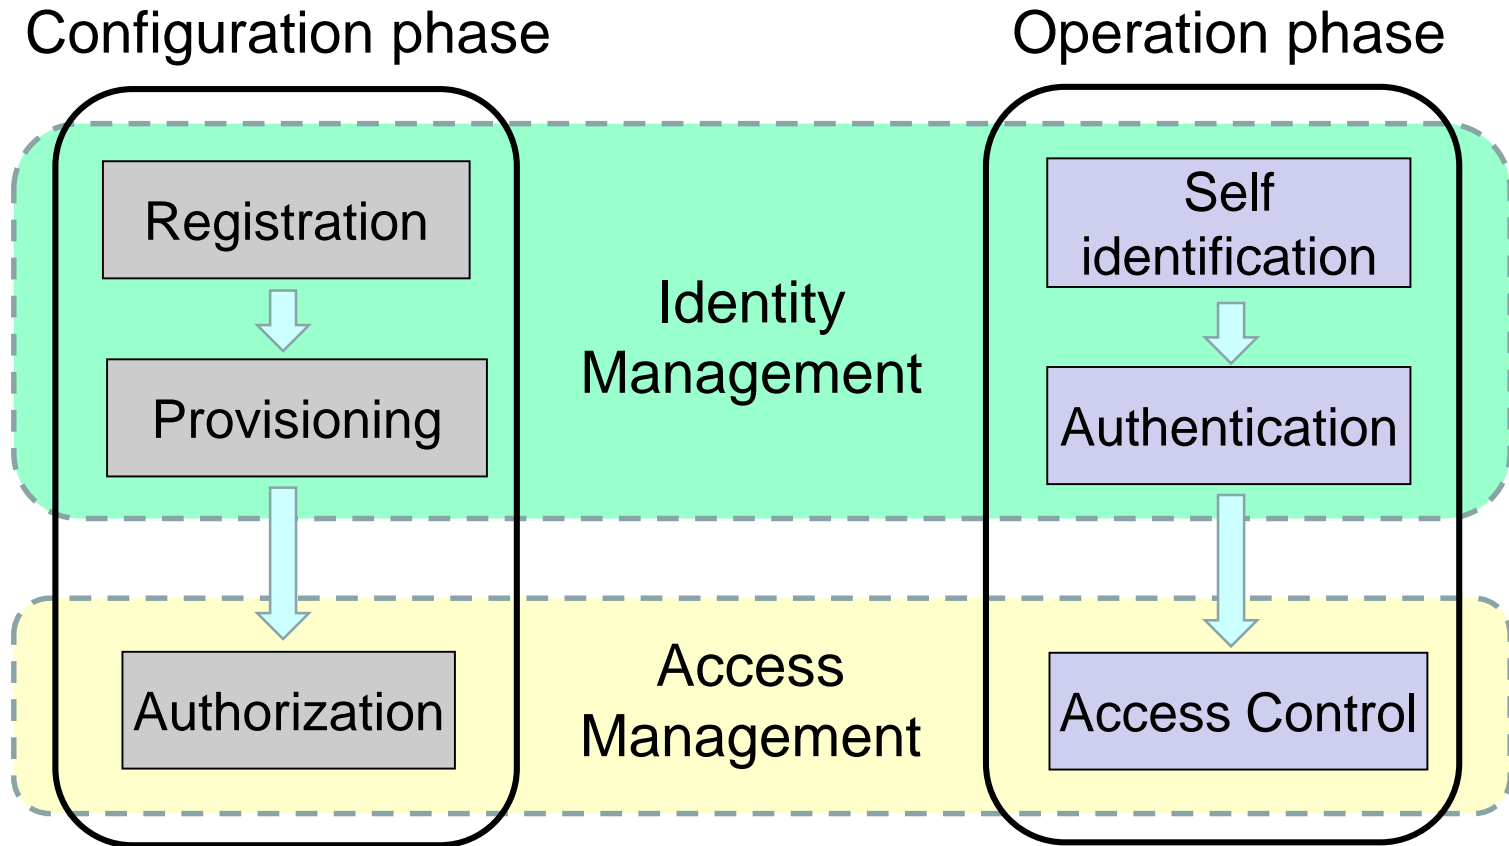 Configuration phase
Operation phase
Registration
Provisioning
Authorization
Identity
Management
Access
Management
Self
identification
Authentication
Access Control